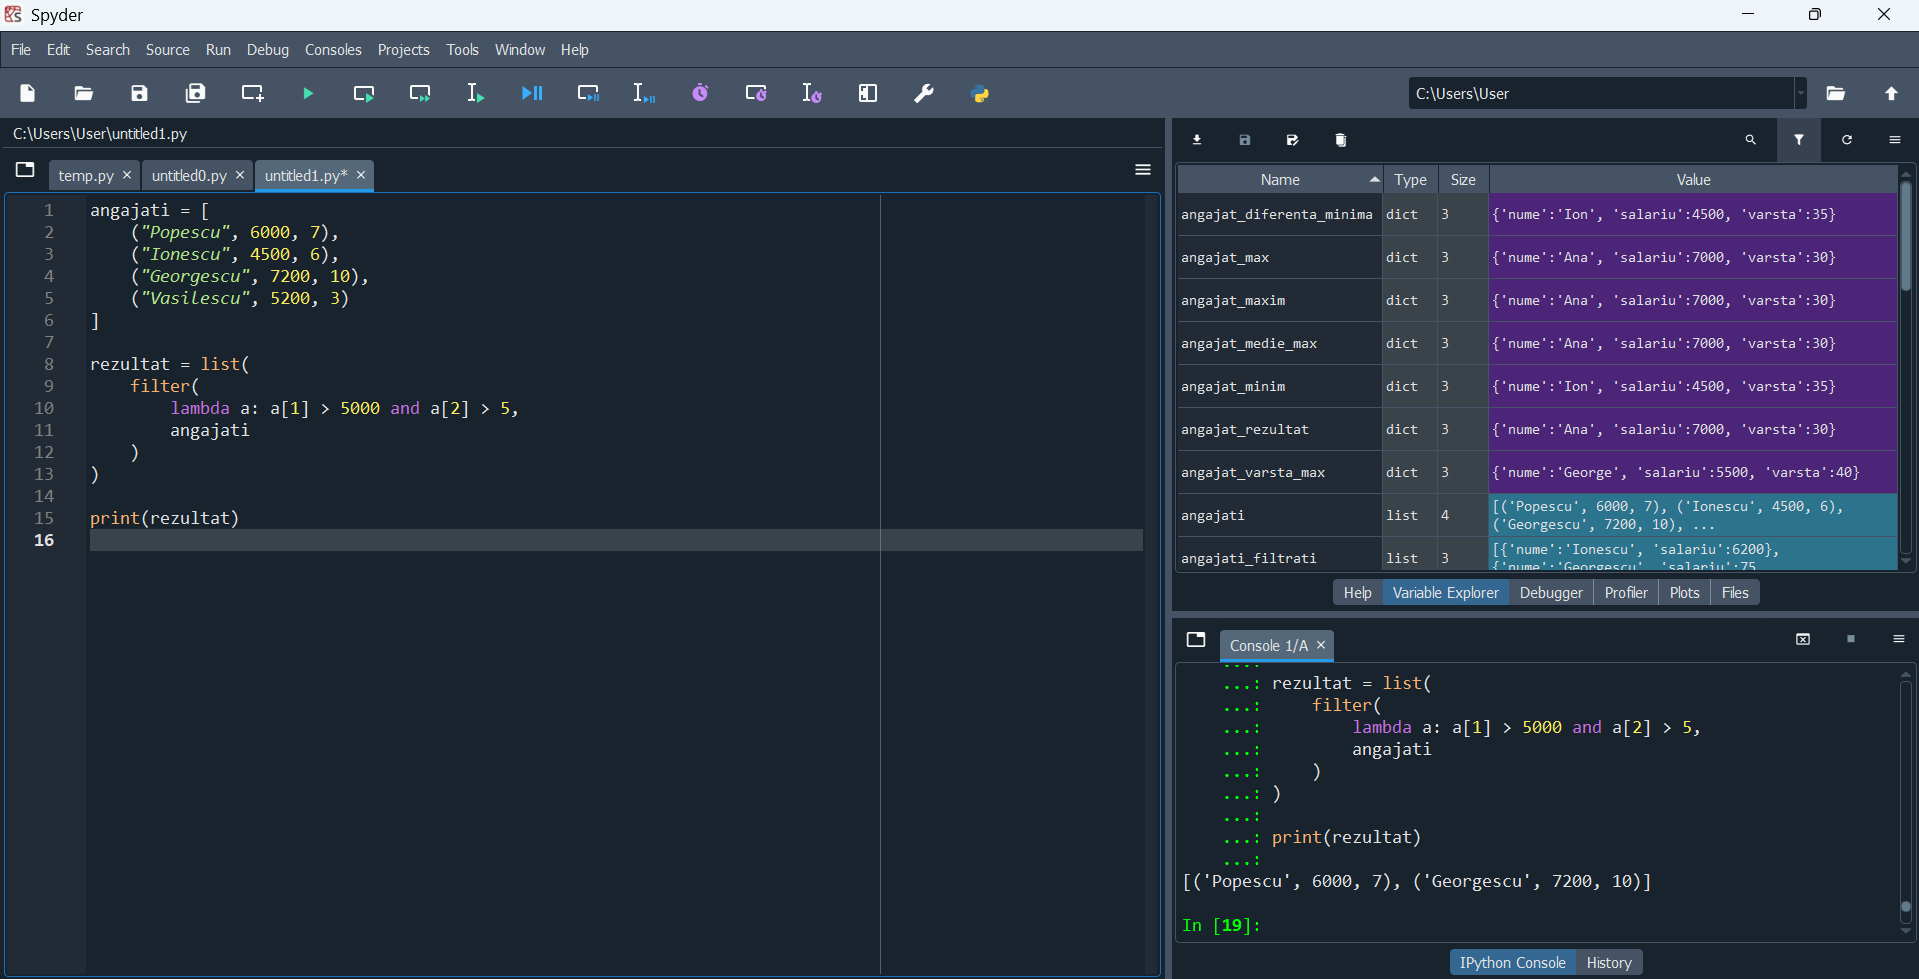 Spyder
File Edit Search Source Run Debug Consoles Projects Tools Window Help
C:\Users\User
C:\Users\User\untitled1.py
temp.py untitled0.py untitled1.py*
1 angajati = [
2     ("Popescu", 6000, 7),
3     ("Ionescu", 4500, 6),
4     ("Georgescu", 7200, 10),
5     ("Vasilescu", 5200, 3)
6 ]
7
8 rezultat = list(
9     filter(
10         lambda a: a[1] > 5000 and a[2] > 5,
11         angajati
12     )
13 )
14
15 print(rezultat)
16
Name Type Size Value
angajat_diferenta_minima dict 3 {'nume':'Ion', 'salariu':4500, 'varsta':35}
angajat_max dict 3 {'nume':'Ana', 'salariu':7000, 'varsta':30}
angajat_maxim dict 3 {'nume':'Ana', 'salariu':7000, 'varsta':30}
angajat_medie_max dict 3 {'nume':'Ana', 'salariu':7000, 'varsta':30}
angajat_minim dict 3 {'nume':'Ion', 'salariu':4500, 'varsta':35}
angajat_rezultat dict 3 {'nume':'Ana', 'salariu':7000, 'varsta':30}
angajat_varsta_max dict 3 {'nume':'George', 'salariu':5500, 'varsta':40}
angajati list 4 [('Popescu', 6000, 7), ('Ionescu', 4500, 6),
('Georgescu', 7200, 10), ...
angajati_filtrati list 3 [{'nume':'Ionescu', 'salariu':6200},
{'nume':'Georgescu', 'salariu':75
Help Variable Explorer Debugger Profiler Plots Files
Console 1/A
...:
...: rezultat = list(
...:     filter(
...:         lambda a: a[1] > 5000 and a[2] > 5,
...:         angajati
...:     )
...: )
...:
...: print(rezultat)
...:
[('Popescu', 6000, 7), ('Georgescu', 7200, 10)]
In [19]:
IPython Console History